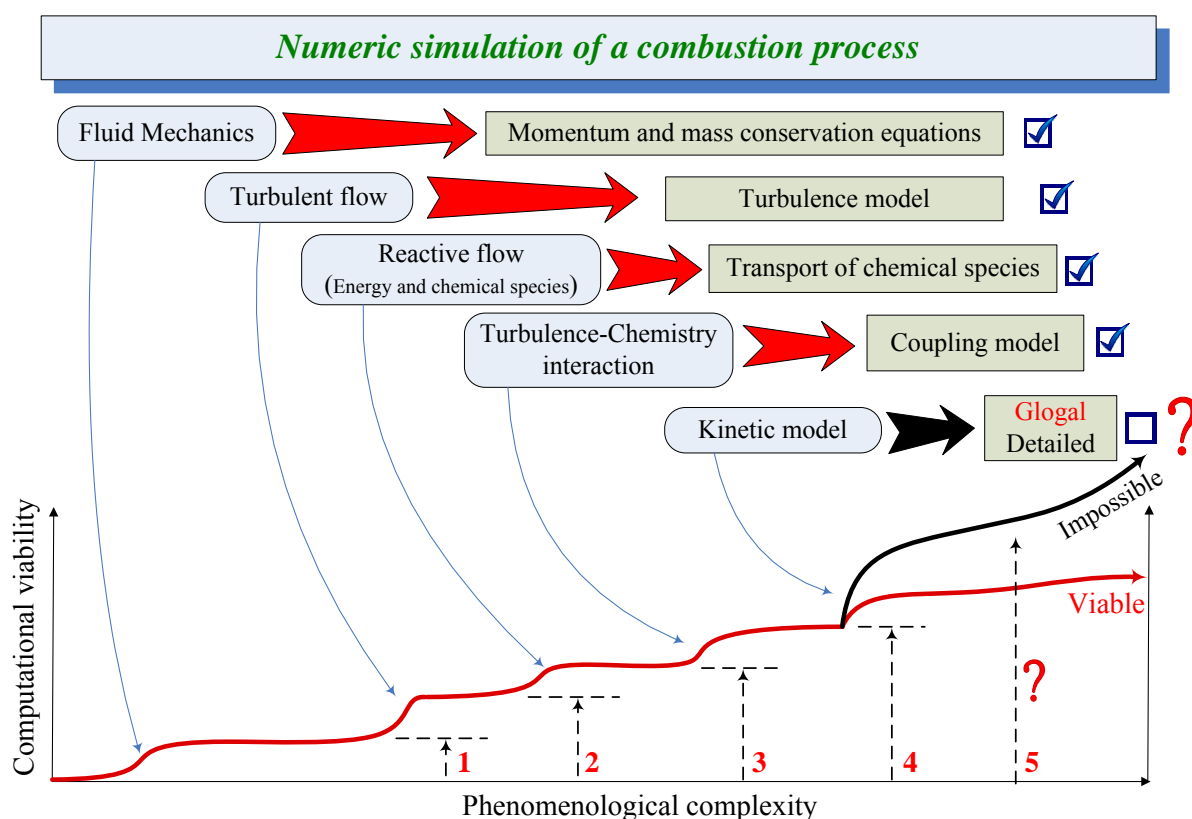 Numeric simulation of a combustion process
Fluid Mechanics
Momentum and mass conservation equations
Turbulent flow
Turbulence model
Reactive flow
(Energy and chemical species)
Transport of chemical species
Turbulence-Chemistry
interaction
Coupling model
Kinetic model
Glogal
Detailed
?
Impossible
Viable
?
Computational viability
1
2
3
4
5
Phenomenological complexity